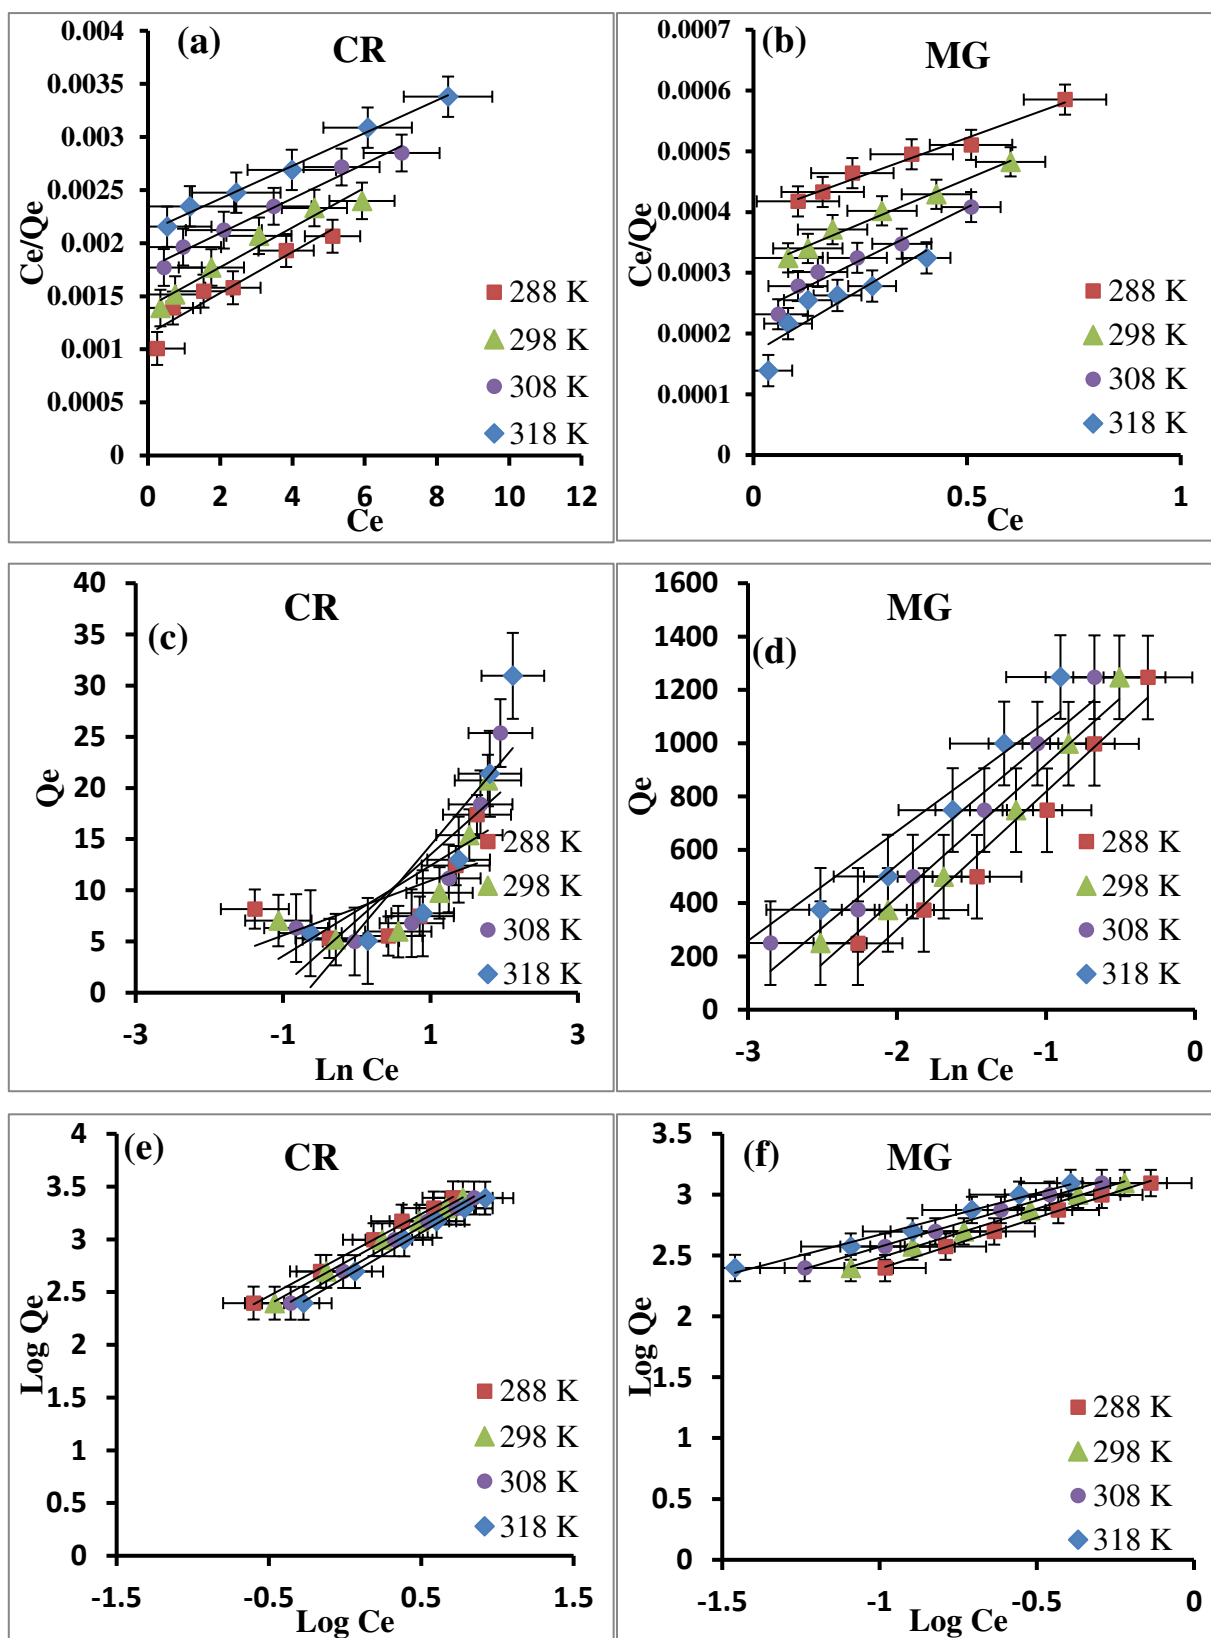 (a) CR
Ce/Qe
0.004
0.0035
0.003
0.0025
0.002
0.0015
0.001
0.0005
0
288 K
298 K
308 K
318 K
0 2 4 6 8 10 12
Ce
(b) MG
Ce/Qe
0.0007
0.0006
0.0005
0.0004
0.0003
0.0002
0.0001
0
288 K
298 K
308 K
318 K
0 0.5 1
Ce
(c) CR
Qe
40
35
30
25
20
15
10
5
0
288 K
298 K
308 K
318 K
-3 -1 1 3
Ln Ce
MG
(d)
Qe
1600
1400
1200
1000
800
600
400
200
0
288 K
298 K
308 K
318 K
-3 -2 -1 0
Ln Ce
(e) CR
Log Qe
4
3.5
3
2.5
2
1.5
1
0.5
0
288 K
298 K
308 K
318 K
-1.5 -0.5 0.5 1.5
Log Ce
(f) MG
Log Qe
3.5
3
2.5
2
1.5
1
0.5
0
288 K
298 K
308 K
318 K
-1.5 -1 -0.5 0
Log Ce